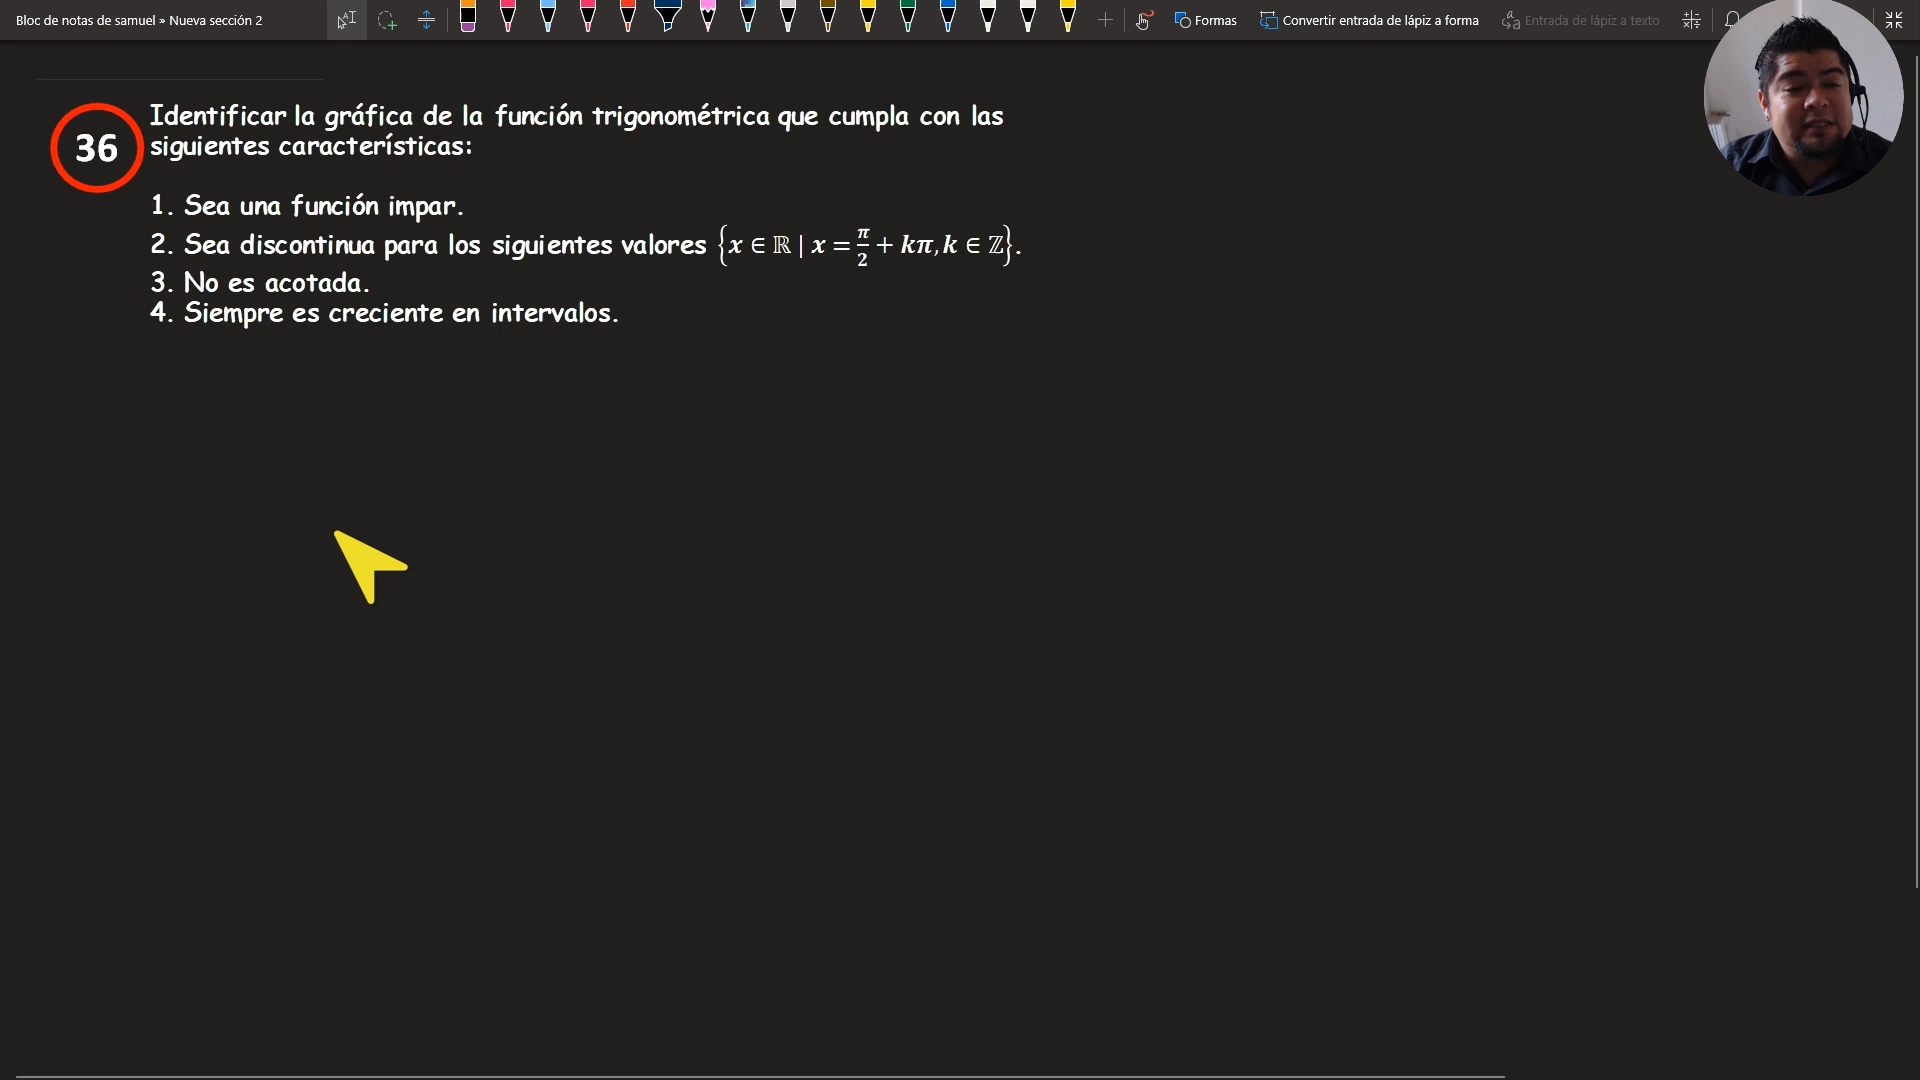 Bloc de notas de samuel » Nueva sección 2
Formas
Convertir entrada de lápiz a forma
Entrada de lápiz a texto
36
Identificar la gráfica de la función trigonométrica que cumpla con las
siguientes características:
1. Sea una función impar.
2. Sea discontinua para los siguientes valores {x ∈ ℝ | x = π/2 + kπ, k ∈ ℤ}.
3. No es acotada.
4. Siempre es creciente en intervalos.